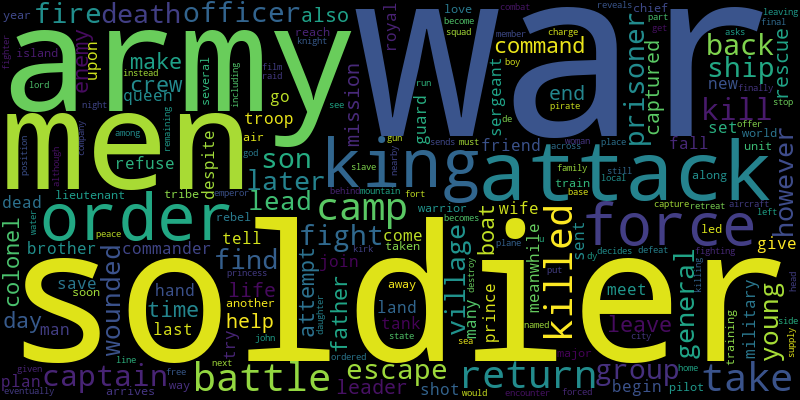 army
war
men
king
attack
soldier
order
force
killed
camp
battle
return
captain
escape
group
take
fire
death
officer
also
chief
year
love
become
squad
combat
reveals
part
leaving
final
royal
reach
knight
film
raid
island
enemy
upon
make
crew
queen
several
including
instead
lord
night
see
fighter
mission
guard
run
sergeant
command
end
boy
pirate
prisoner
captured
back
ship
rescue
kill
new
finally
stop
set
offer
world
fall
unit
however
troop
go
air
god
son
despite
refuse
later
lead
dead
lieutenant
tribe
rebel
brother
commander
colonel
wounded
find
tell
fight
come
taken
join
attempt
father
village
boat
prince
many
meanwhile
wife
sent
general
young
military
training
give
led
meet
leave
life
help
another
time
hand
last
save
soon
day
man
plan
try
leader
shot
land
tank
state
away
major
begin
pilot
home
supply
side
city
named
plane
princess
daughter
kirk
behind
mountain
fort
warrior
becomes
friend
gun
sends
must
across
woman
place
family
still
local
train
base
capture
retreat
aircraft
left
along
nearby
slave
emperor
position
although
company
among
remaining
water
peace
line
given
eventually
arrives
way
free
next
john
ordered
would
encounter
forced
sea
destroy
put
decides
defeat
fighting
killing
head
asks
member
charge
get
de
dy